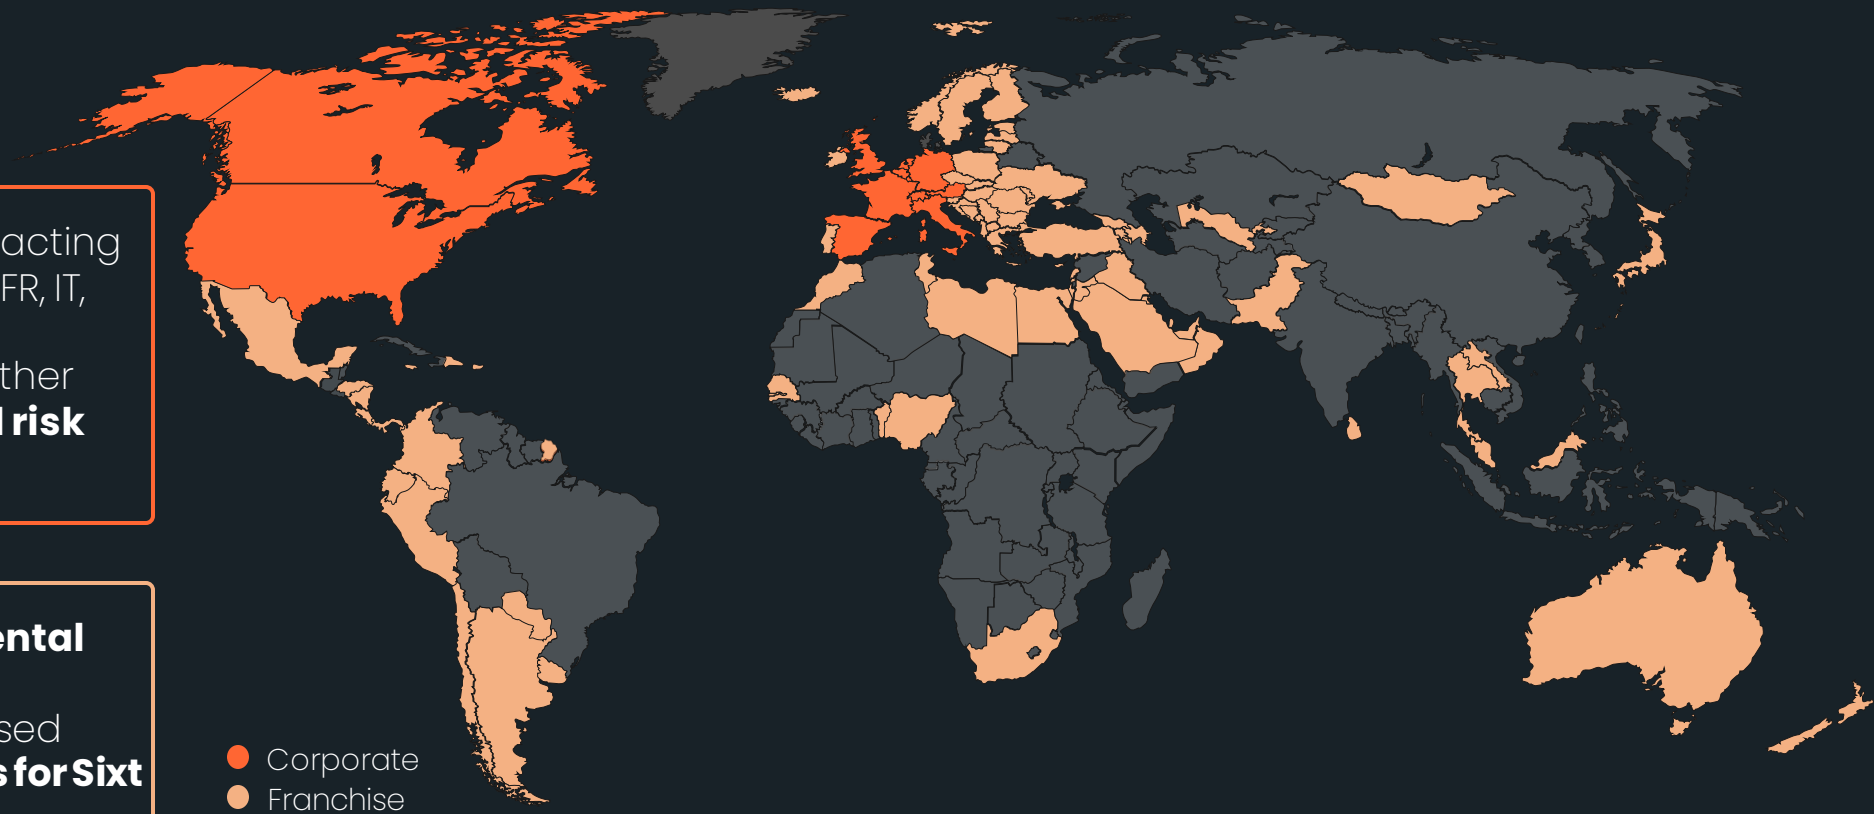 acting
FR, IT,
ther
risk
ental
sed
s for Sixt
Corporate
Franchise